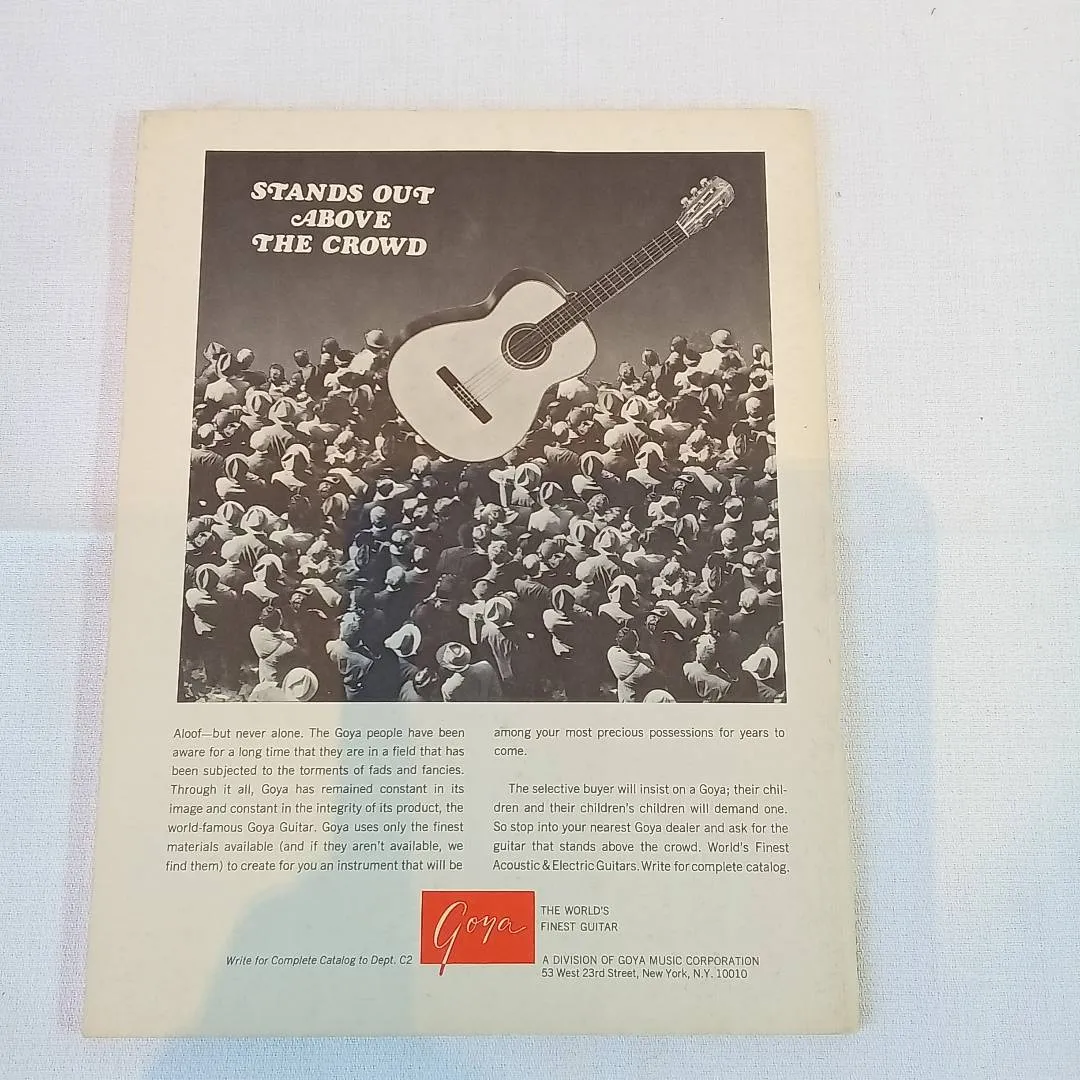 STANDS OUT
ABOVE
THE CROWD
Aloof—but never alone. The Goya people have been
aware for a long time that they are in a field that has
been subjected to the torments of fads and fancies.
Through it all, Goya has remained constant in its
image and constant in the integrity of its product, the
world-famous Goya Guitar. Goya uses only the finest
materials available (and if they aren't available, we
find them) to create for you an instrument that will be
among your most precious possessions for years to
come.
The selective buyer will insist on a Goya; their chil-
dren and their children's children will demand one.
So stop into your nearest Goya dealer and ask for the
guitar that stands above the crowd. World's Finest
Acoustic & Electric Guitars. Write for complete catalog.
Goya
THE WORLD'S
FINEST GUITAR
Write for Complete Catalog to Dept. C2
A DIVISION OF GOYA MUSIC CORPORATION
53 West 23rd Street, New York, N.Y. 10010